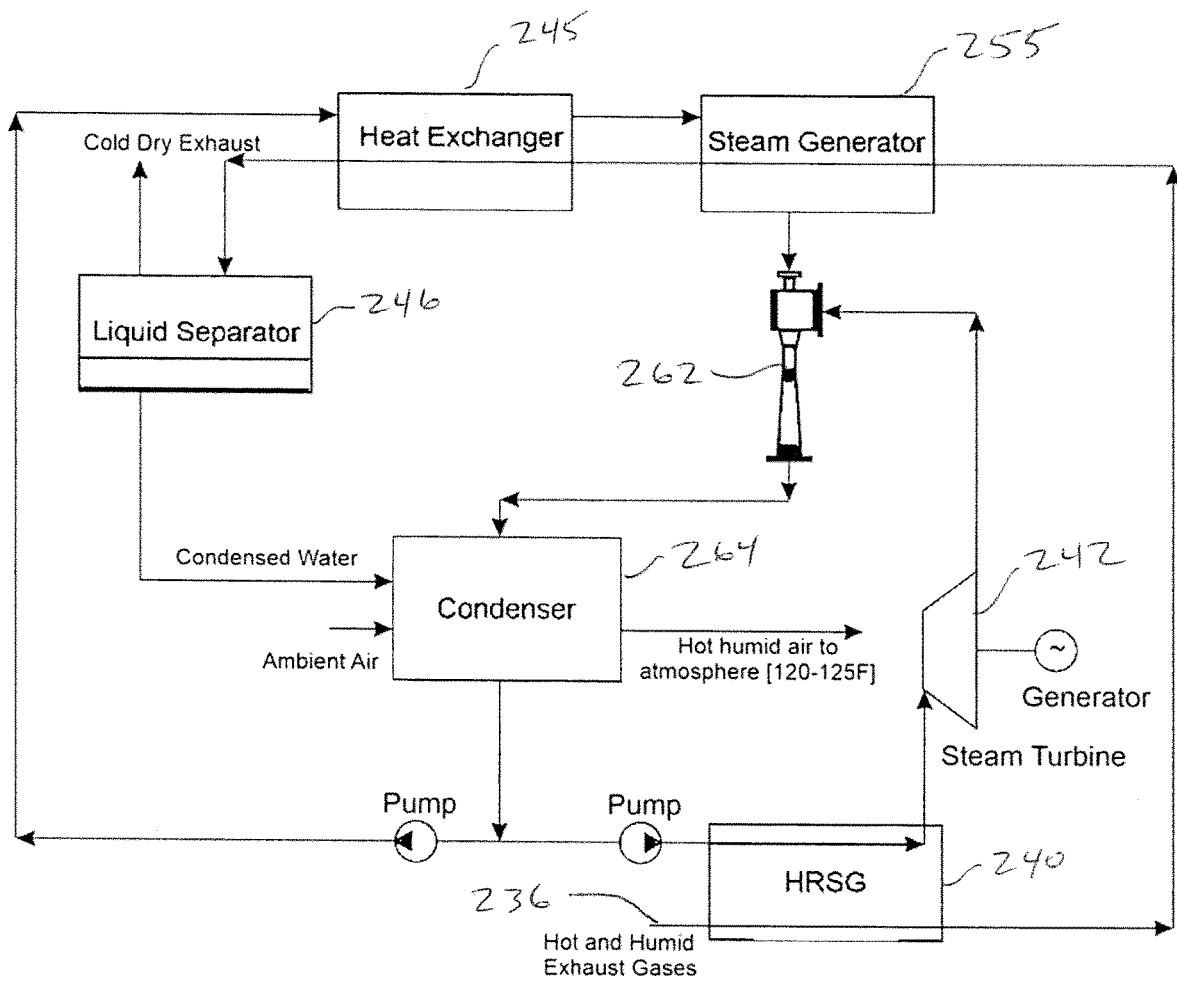 245
255
Heat Exchanger
Steam Generator
Cold Dry Exhaust
Liquid Separator
246
262
Condensed Water
Condenser
264
242
Ambient Air
Hot humid air to
atmosphere [120-125F]
~
Generator
Steam Turbine
Pump
Pump
HRSG
240
236
Hot and Humid
Exhaust Gases